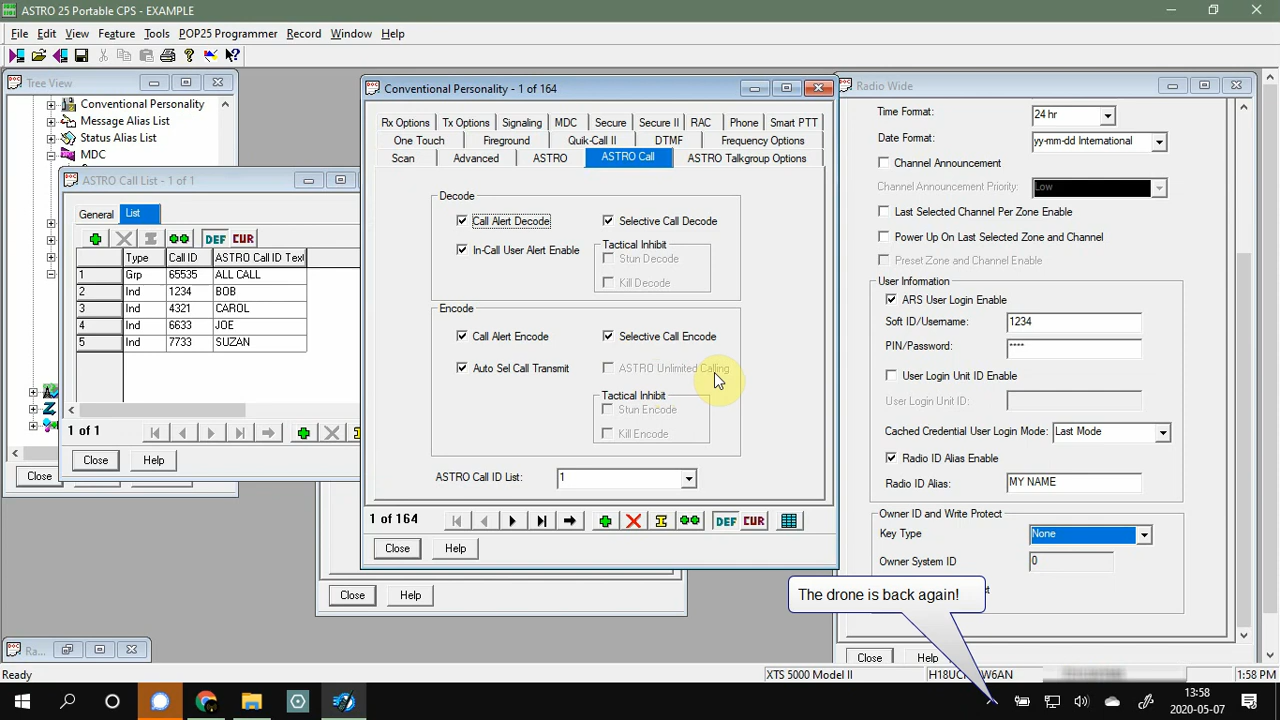 ASTRO 25 Portable CPS - EXAMPLE
File Edit View Feature Tools POP25 Programmer Record Window Help
Tree View
Conventional Personality
Message Alias List
Status Alias List
MDC
ASTRO Call List - 1 of 1
General List
DEF CUR
Type Call ID
1 Grp 65535 ALL CALL
2 Ind 1234 BOB
3 Ind 4321 CAROL
4 Ind 6633 JOE
5 Ind 7733 SUZAN
1 of 1
Close Help
Close
Conventional Personality - 1 of 164
Rx Options Tx Options Signaling MDC Secure Secure II RAC Phone Smart PTT
One Touch Fireground Quik-Call II DTMF Frequency Options
Scan Advanced ASTRO ASTRO Call ASTRO Talkgroup Options
Decode
Call Alert Decode Selective Call Decode
In-Call User Alert Enable
Tactical Inhibit
Stun Decode
Kill Decode
Encode
Call Alert Encode Selective Call Encode
Auto Sel Call Transmit ASTRO Unlimited Calling
Tactical Inhibit
Stun Encode
Kill Encode
ASTRO Call ID List: 1
1 of 164 DEF CUR
Close Help
Close Help
Radio Wide
Time Format: 24 hr
Date Format: yy-mm-dd International
Channel Announcement
Channel Announcement Priority: Low
Last Selected Channel Per Zone Enable
Power Up On Last Selected Zone and Channel
Preset Zone and Channel Enable
User Information
ARS User Login Enable
Soft ID/Username: 1234
PIN/Password: ****
User Login Unit ID Enable
User Login Unit ID:
Cached Credential User Login Mode: Last Mode
Radio ID Alias Enable
Radio ID Alias: MY NAME
Owner ID and Write Protect
Key Type None
Owner System ID 0
The drone is back again!
Close Help
Ra...
Ready XTS 5000 Model II 1:58 PM
13:58
2020-05-07